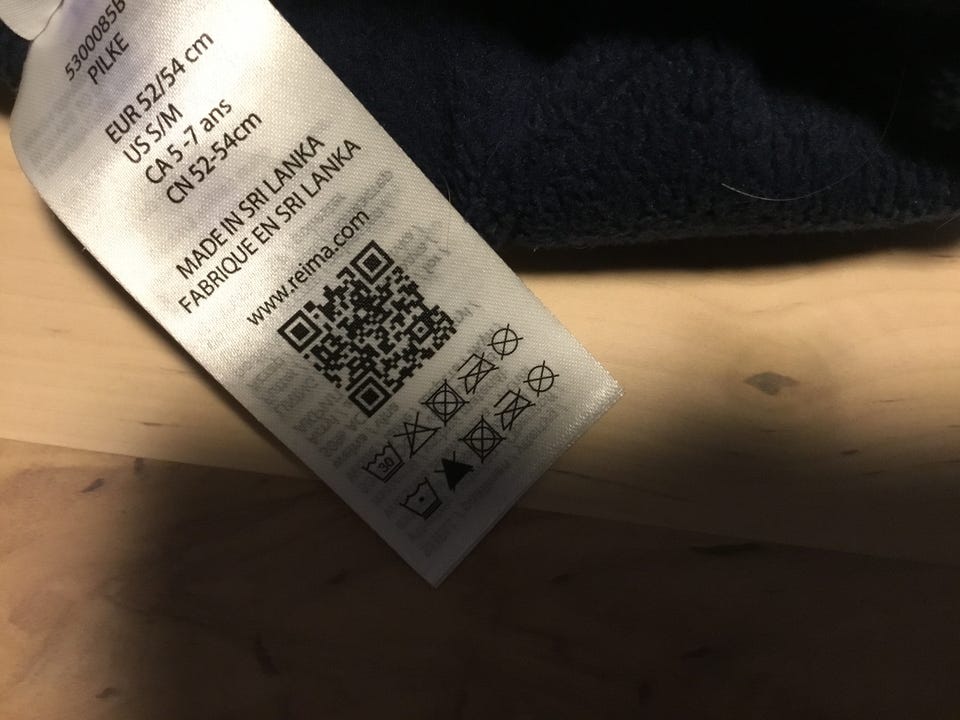 5300085B
PILKE
EUR 52/54 cm
US S/M
CA 5-7 ans
CN 52-54cm
MADE IN SRI LANKA
FABRIQUE EN SRI LANKA
www.reima.com
30